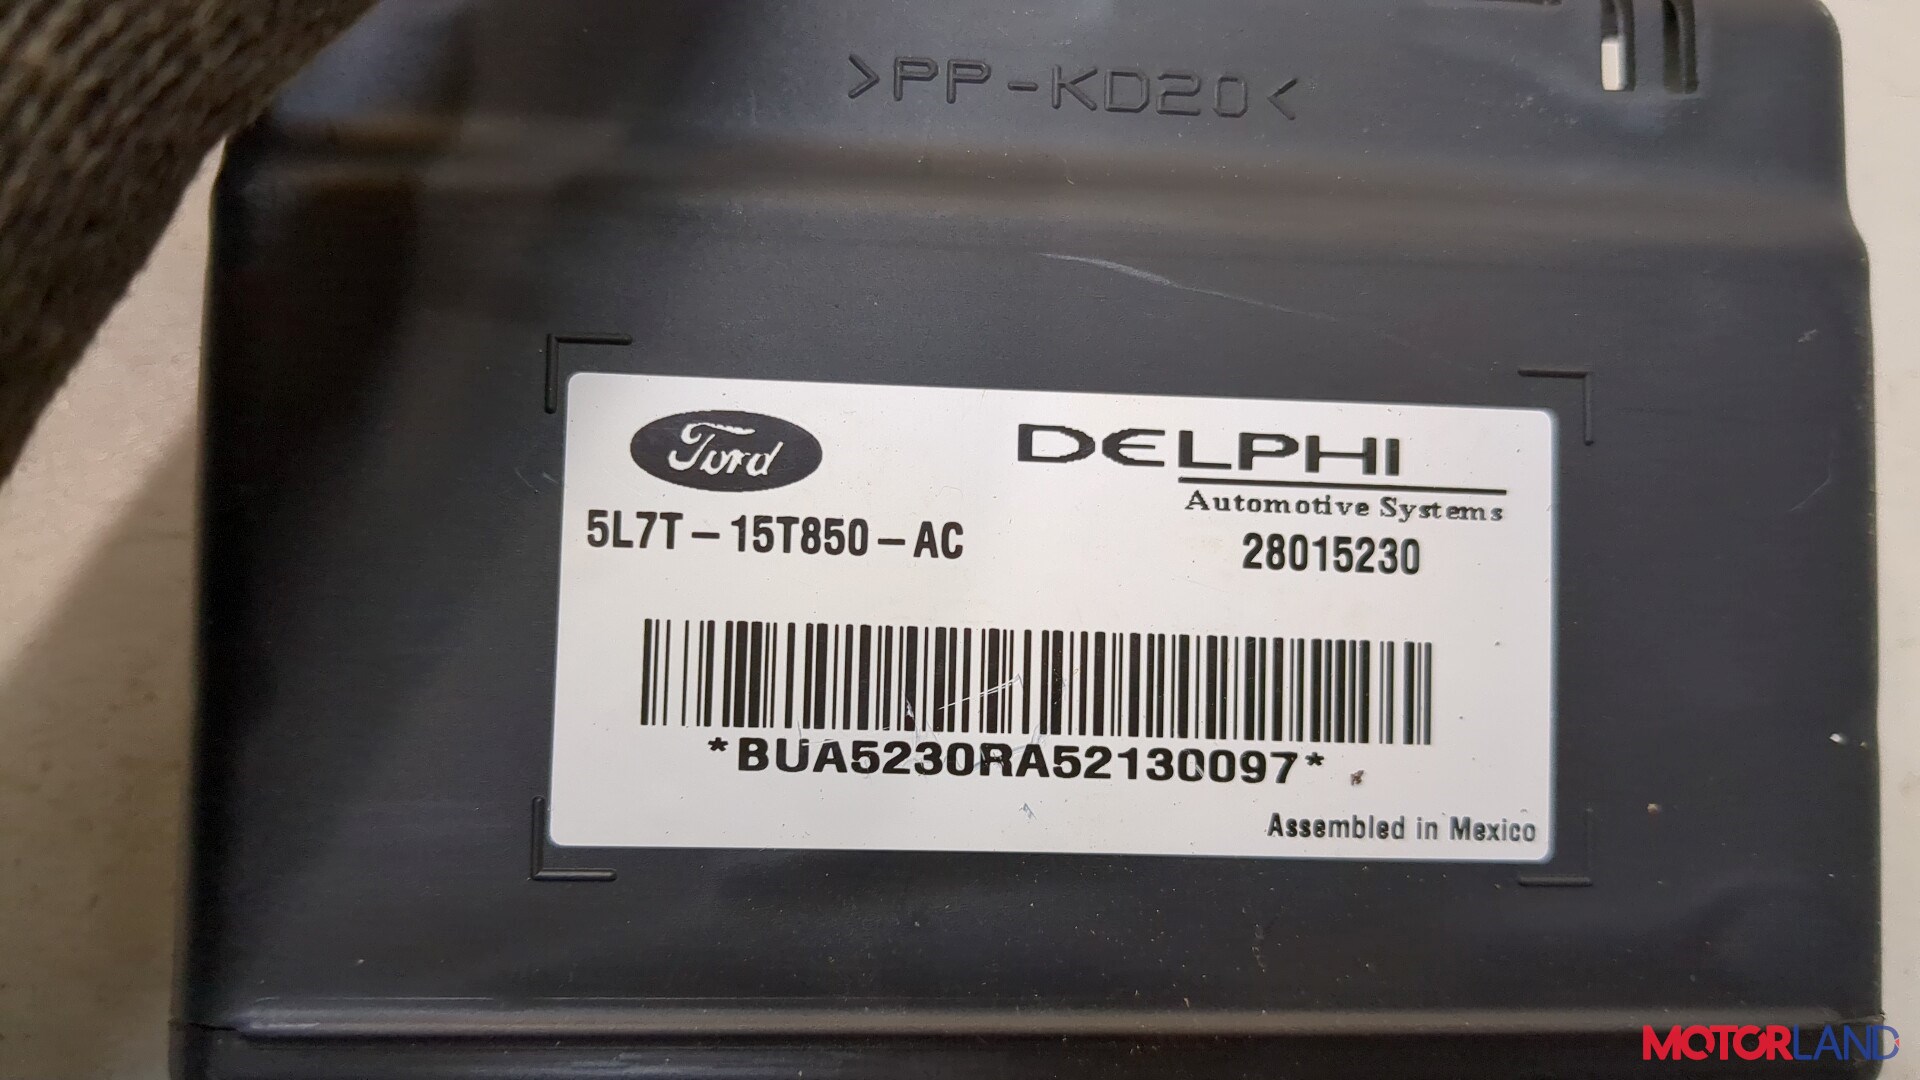 >PP-KD20<
Ford
DELPHI
Automotive Systems
5L7T-15T850-AC
28015230
*BUA5230RA52130097*
Assembled in Mexico
MOTORLAND